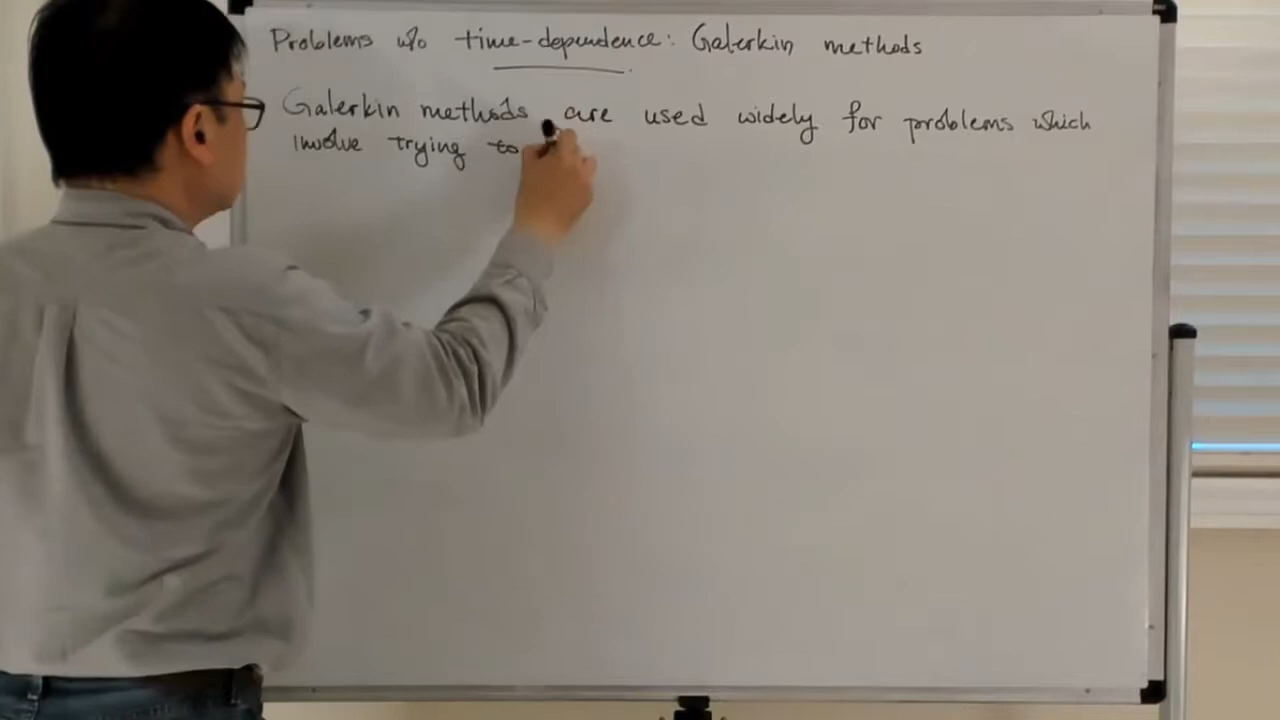 Problems w/o time-dependence: Galerkin methods
Galerkin methods are used widely for problems which
involve trying to